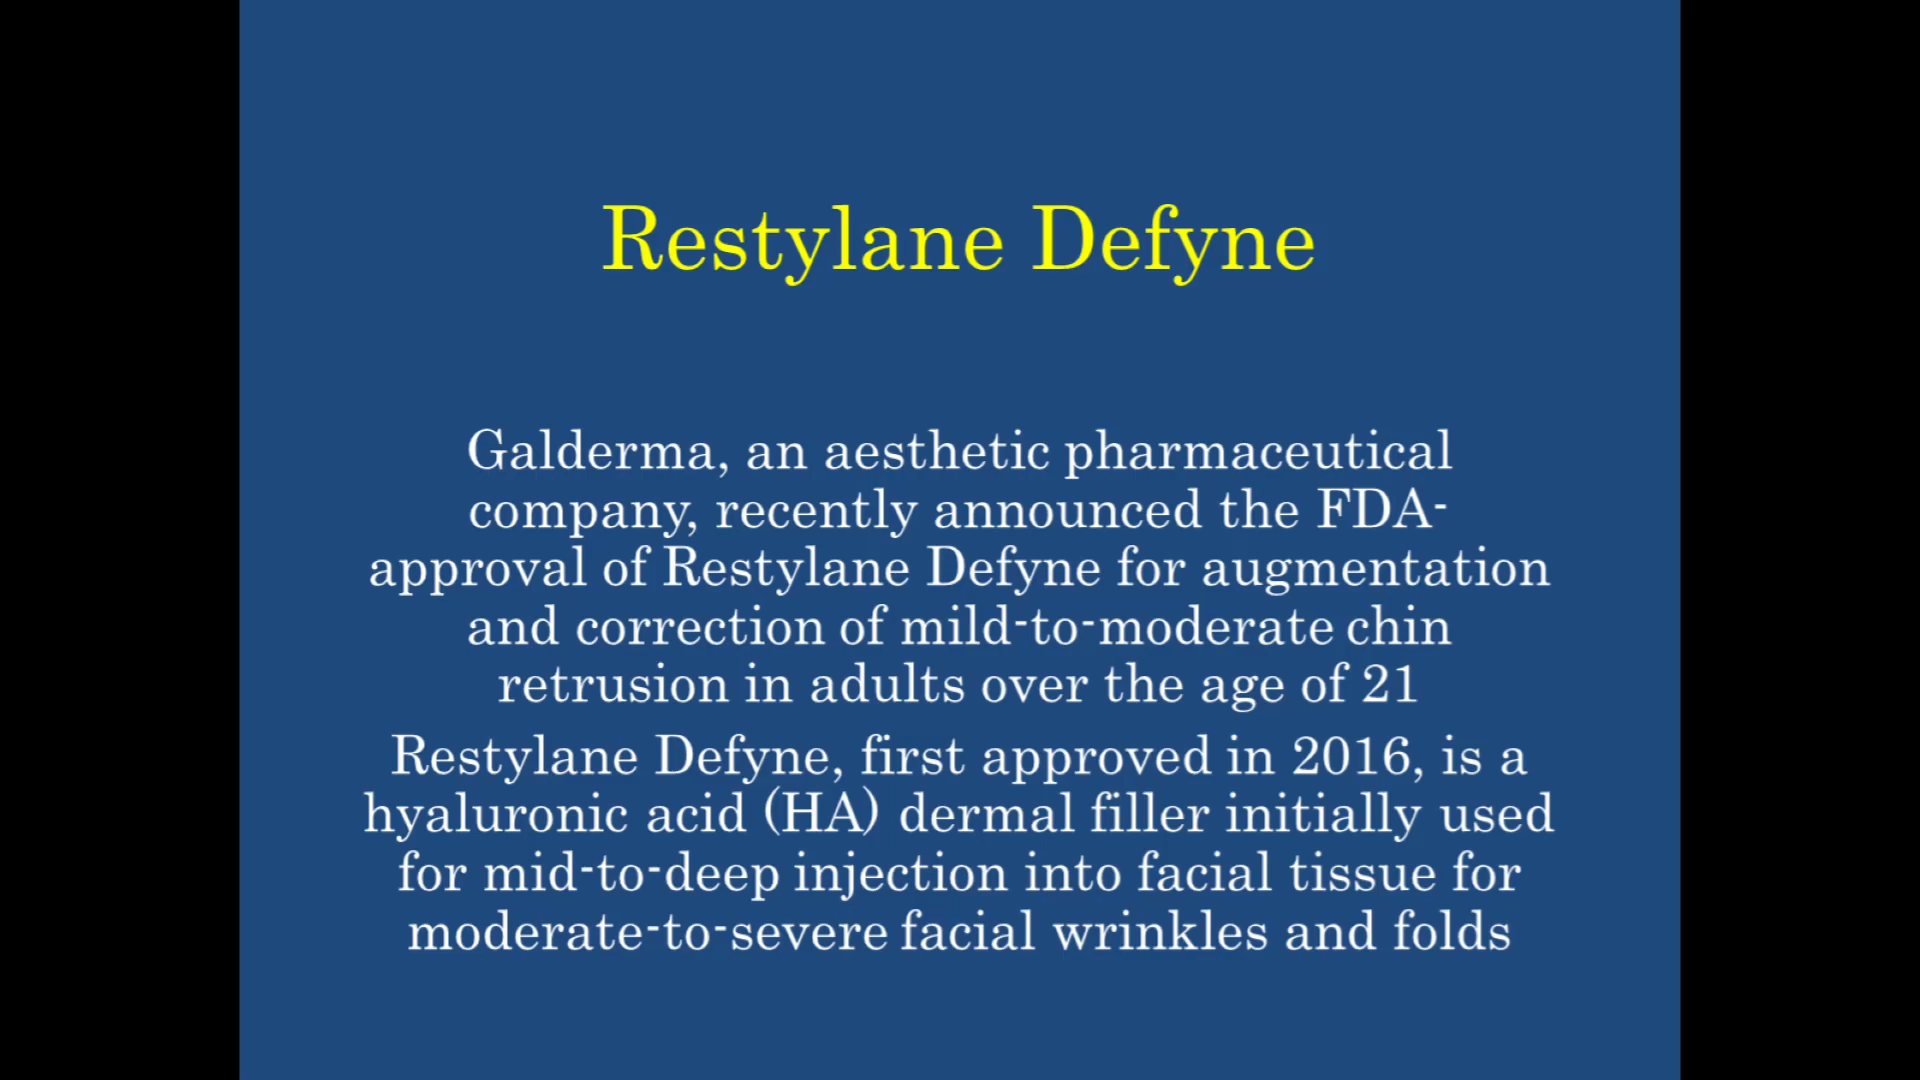 Restylane Defyne
Galderma, an aesthetic pharmaceutical
company, recently announced the FDA-
approval of Restylane Defyne for augmentation
and correction of mild-to-moderate chin
retrusion in adults over the age of 21
Restylane Defyne, first approved in 2016, is a
hyaluronic acid (HA) dermal filler initially used
for mid-to-deep injection into facial tissue for
moderate-to-severe facial wrinkles and folds